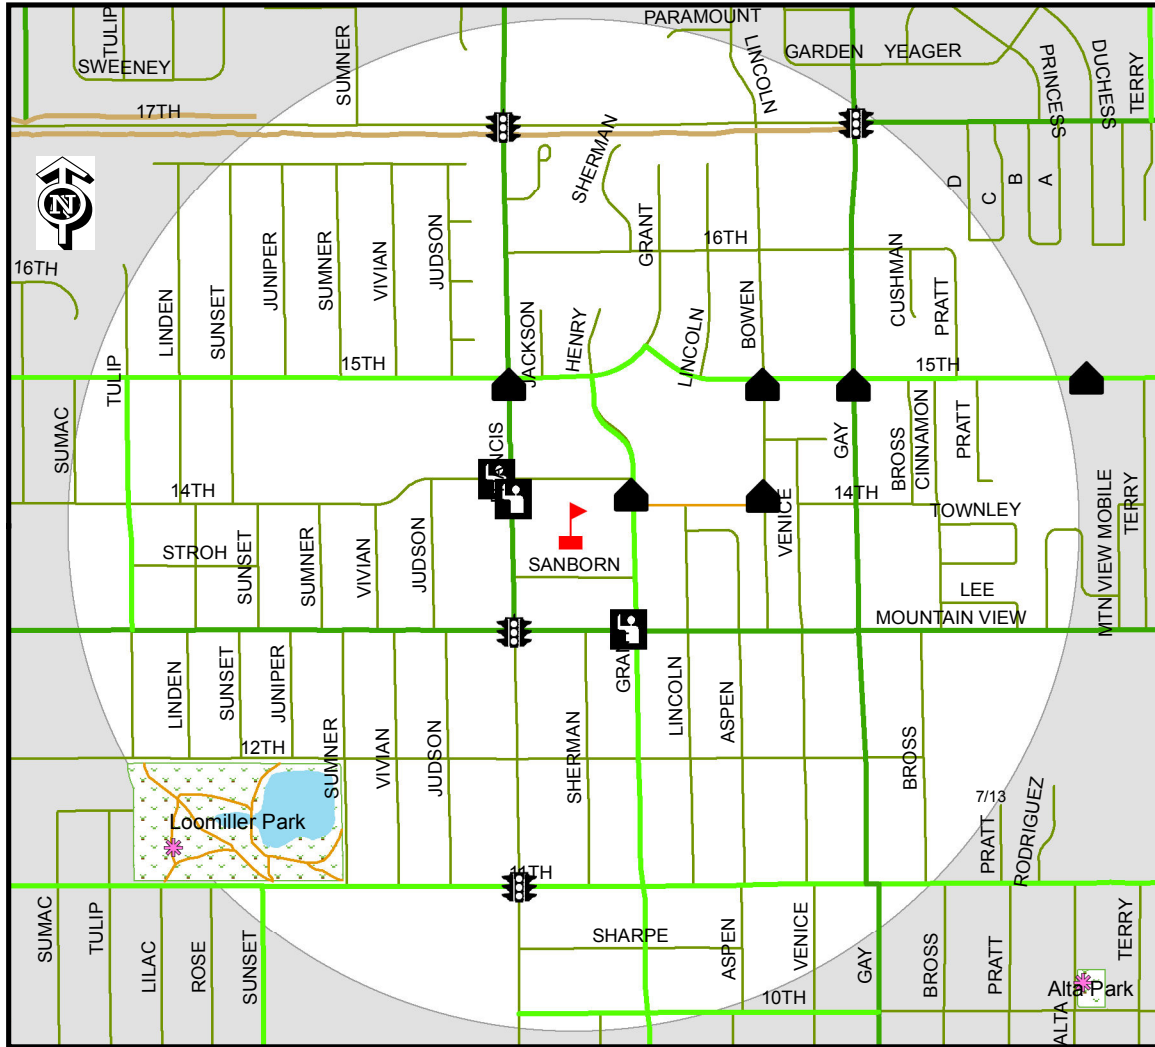 PARAMOUNT
TULIP
SWEENEY
SUMNER
LINCOLN
GARDEN
YEAGER
PRINCESS
DUCHESS
TERRY
17TH
N
SHERMAN
D
C
B
A
16TH
LINDEN
SUNSET
JUNIPER
SUMNER
VIVIAN
JUDSON
GRANT
16TH
BOWEN
CUSHMAN
PRATT
JACKSON
HENRY
LINCOLN
TULIP
15TH
15TH
SUMAC
GAY
BROSS
CINNAMON
PRATT
14TH
VENICE
14TH
TOWNLEY
MTN VIEW MOBILE
TERRY
STROH
SUNSET
SUMNER
VIVIAN
JUDSON
SANBORN
LEE
MOUNTAIN VIEW
LINDEN
SUNSET
JUNIPER
SUMNER
VIVIAN
JUDSON
SHERMAN
LINCOLN
ASPEN
BROSS
12TH
7/13
PRATT
RODRIGUEZ
Loomiller Park
11TH
SUMAC
TULIP
LILAC
ROSE
SUNSET
SHARPE
ASPEN
VENICE
GAY
BROSS
PRATT
TERRY
Alta Park
10TH
ALTA